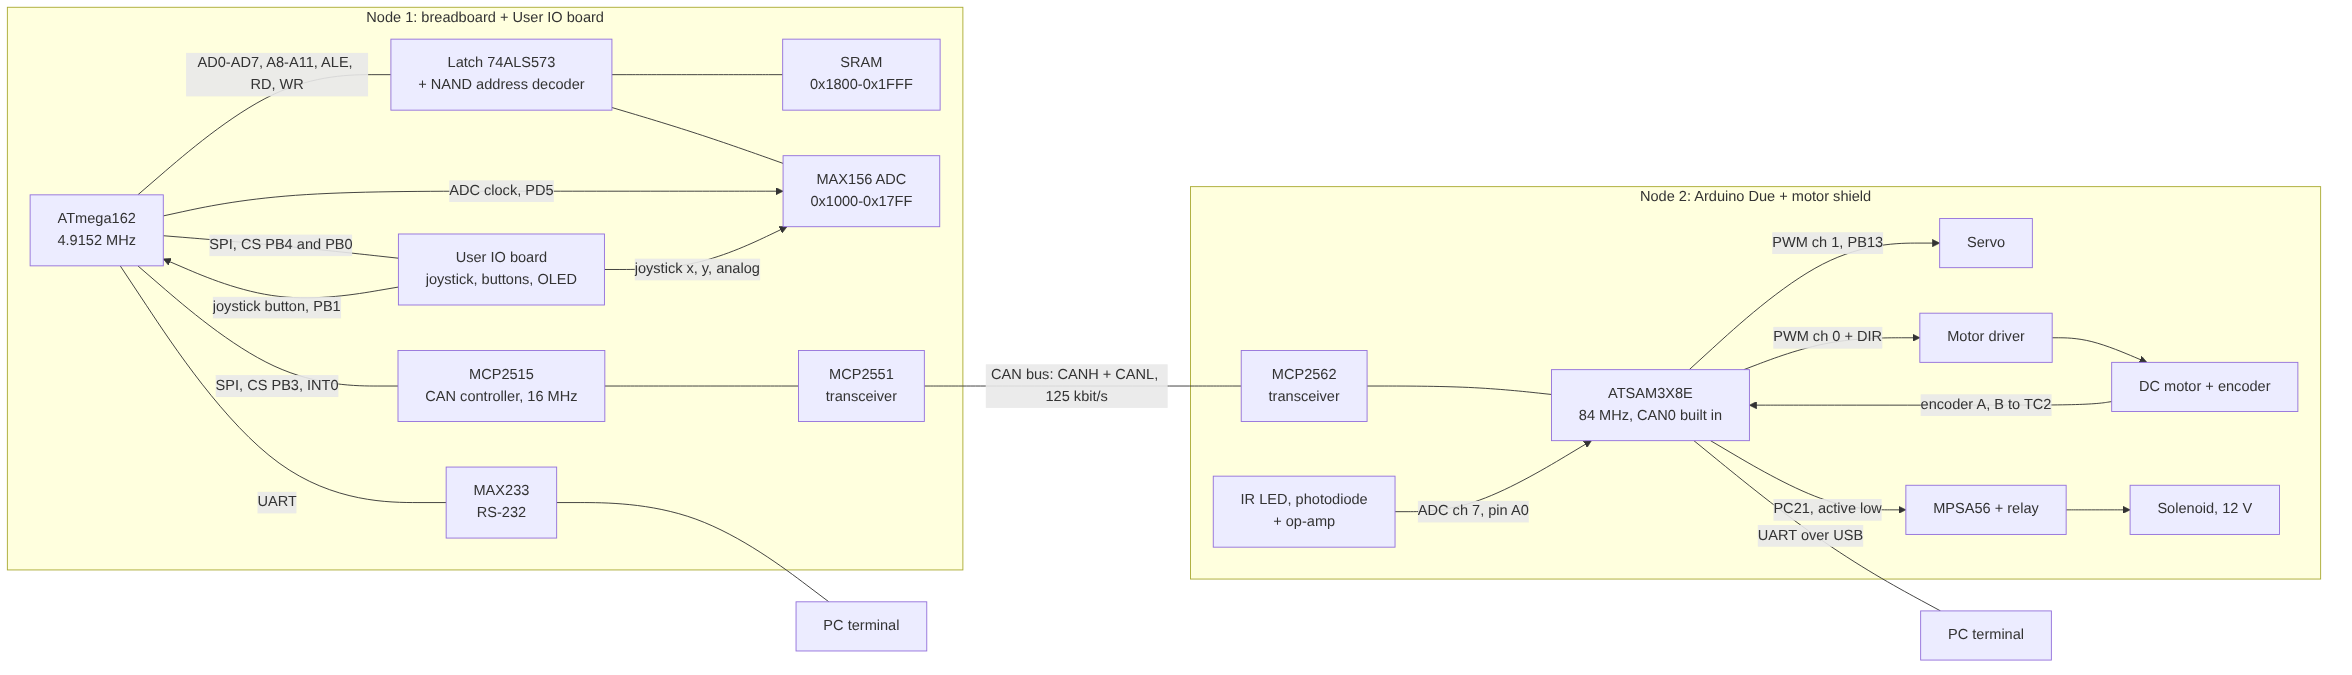 Node 1: breadboard + User IO board
AD0-AD7, A8-A11, ALE,
RD, WR
Latch 74ALS573
+ NAND address decoder
SRAM
0x1800-0x1FFF
MAX156 ADC
0x1000-0x17FF
ATmega162
4.9152 MHz
ADC clock, PD5
SPI, CS PB4 and PB0
User IO board
joystick, buttons, OLED
joystick x, y, analog
joystick button, PB1
SPI, CS PB3, INT0
MCP2515
CAN controller, 16 MHz
MCP2551
transceiver
UART
MAX233
RS-232
PC terminal
CAN bus: CANH + CANL,
125 kbit/s
Node 2: Arduino Due + motor shield
MCP2562
transceiver
IR LED, photodiode
+ op-amp
ADC ch 7, pin A0
ATSAM3X8E
84 MHz, CAN0 built in
PWM ch 1, PB13
Servo
PWM ch 0 + DIR
Motor driver
DC motor + encoder
encoder A, B to TC2
PC21, active low
MPSA56 + relay
Solenoid, 12 V
UART over USB
PC terminal